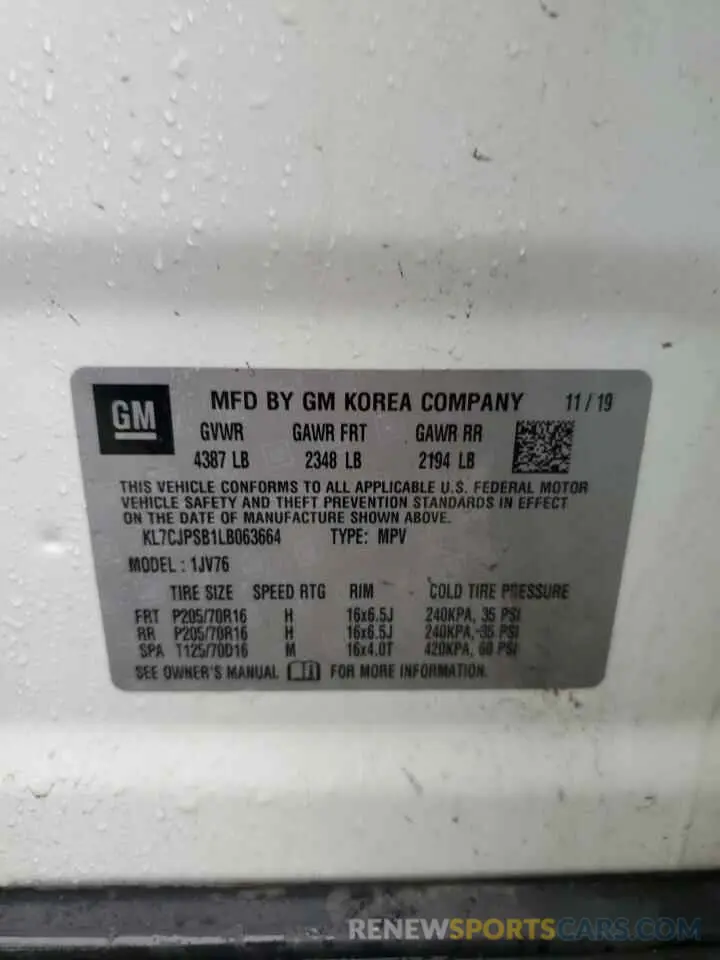 GM MFD BY GM KOREA COMPANY 11 / 19
GVWR GAWR FRT GAWR RR
4387 LB 2348 LB 2194 LB
THIS VEHICLE CONFORMS TO ALL APPLICABLE U.S. FEDERAL MOTOR
VEHICLE SAFETY AND THEFT PREVENTION STANDARDS IN EFFECT
ON THE DATE OF MANUFACTURE SHOWN ABOVE.
KL7CJPSB1LB063664 TYPE: MPV
MODEL : 1JV76
TIRE SIZE SPEED RTG RIM COLD TIRE PRESSURE
FRT P205/70R16 H 16x6.5J 240KPA, 35 PSI
RR P205/70R16 H 16x6.5J 240KPA, 35 PSI
SPA T125/70D16 M 16x4.0T 420KPA, 60 PSI
SEE OWNER'S MANUAL FOR MORE INFORMATION.
RENEWSPORTSCARS.COM